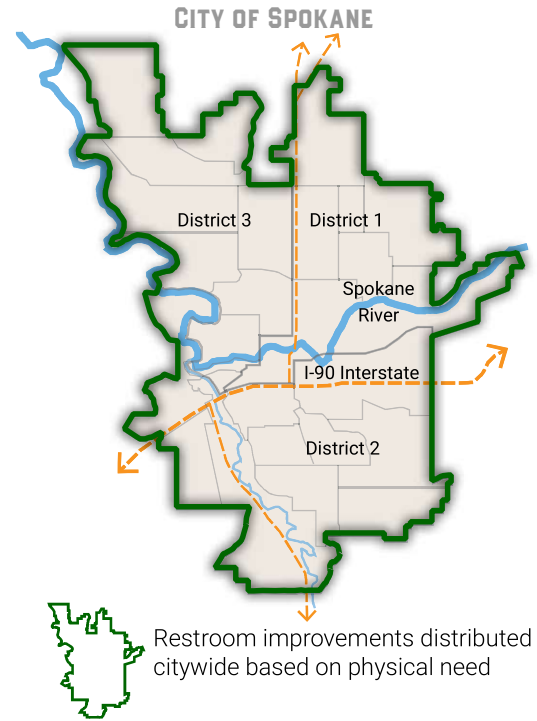 City of Spokane
District 3
District 1
Spokane
River
I-90 Interstate
District 2
Restroom improvements distributed
citywide based on physical need